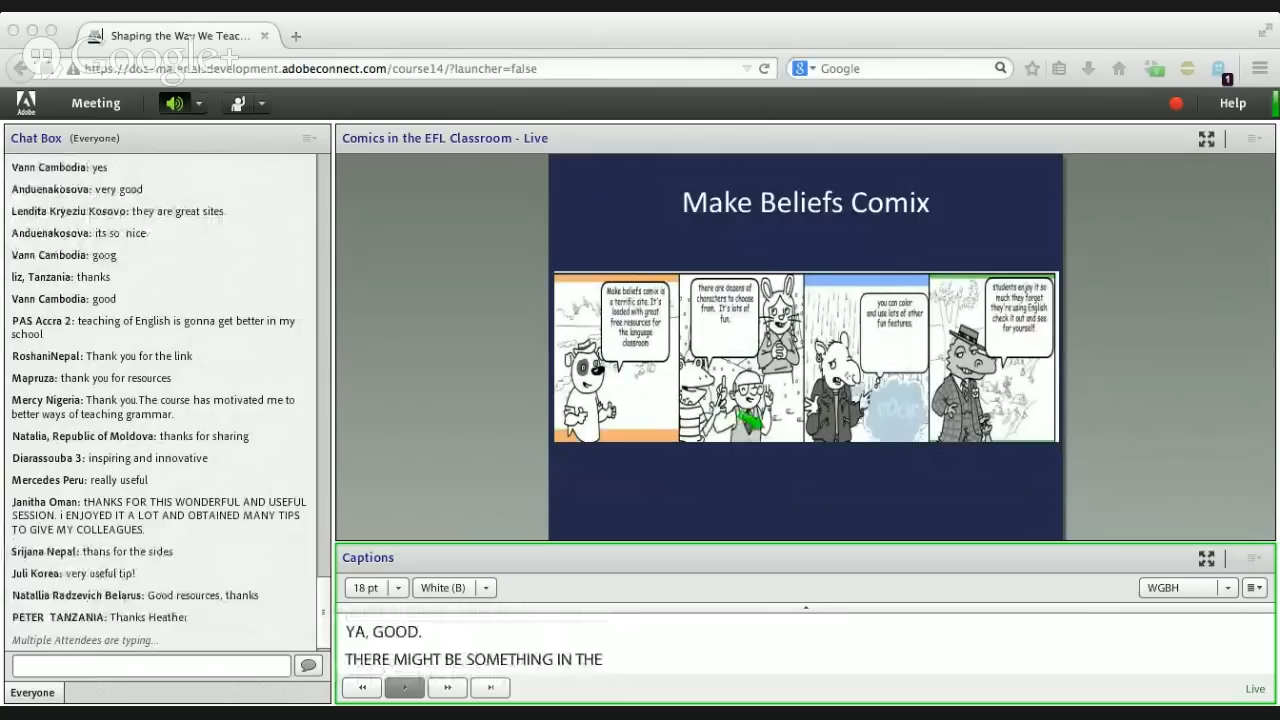 Shaping the Way We Teac...
Google+
adobeconnect.com/course14/?launcher=false
Google
1
Adobe
Meeting
Help
Chat Box (Everyone)
Vann Cambodia: yes
Anduenakosova: very good
Lendita Kryeziu Kosovo: they are great sites.
Anduenakosova: its so nice
Vann Cambodia: goog
liz, Tanzania: thanks
Vann Cambodia: good
PAS Accra 2: teaching of English is gonna get better in my
school
RoshaniNepal: Thank you for the link
Mapruza: thank you for resources
Mercy Nigeria: Thank you.The course has motivated me to
better ways of teaching grammar.
Natalia, Republic of Moldova: thanks for sharing
Diarassouba 3: inspiring and innovative
Mercedes Peru: really useful
Janitha Oman: tHANKS FOR THIS WONDERFUL AND USEFUL
SESSION. i ENJOYED IT A LOT AND OBTAINED MANY TIPS
TO GIVE MY COLLEAGUES.
Srijana Nepal: thans for the sides
Juli Korea: very useful tip!
Natallia Radzevich Belarus: Good resources, thanks
PETER TANZANIA: Thanks Heather
Multiple Attendees are typing...
Everyone
Comics in the EFL Classroom - Live
Make Beliefs Comix
Make beliefs comix is
a terrific site. It's
loaded with great
free resources for
the language
classroom
there are dozens of
characters to choose
from. It's lots of
fun.
you can color
and use lots of other
fun features.
students enjoy it so
much they forget
they're using English
check it out and see
for yourself.
Captions
18 pt
White (B)
WGBH
YA, GOOD.
THERE MIGHT BE SOMETHING IN THE
Live